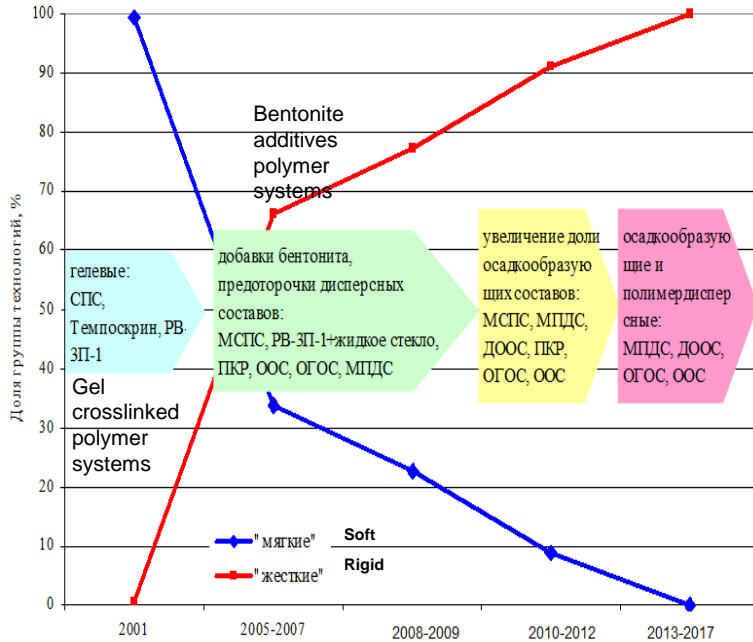 Доля группы технологий, %
100
90
80
70
60
50
40
30
20
10
0
Bentonite
additives
polymer
systems
гелевые:
СПС,
Темпоскрин, РВ-
3П-1
добавки бентонита,
предоторочки дисперсных
составов:
МСПС, РВ-3П-1+жидкое стекло,
ПКР, ООС, ОГОС, МПДС
увеличение доли
осадкообразую
щих составов:
МСПС, МПДС,
ДООС, ПКР,
ОГОС, ООС
осадкообразую
щие и
полимердиспер
сные:
МПДС, ДООС,
ОГОС, ООС
Gel
crosslinked
polymer
systems
"мягкие" Soft
"жесткие" Rigid
2001 2005-2007 2008-2009 2010-2012 2013-2017